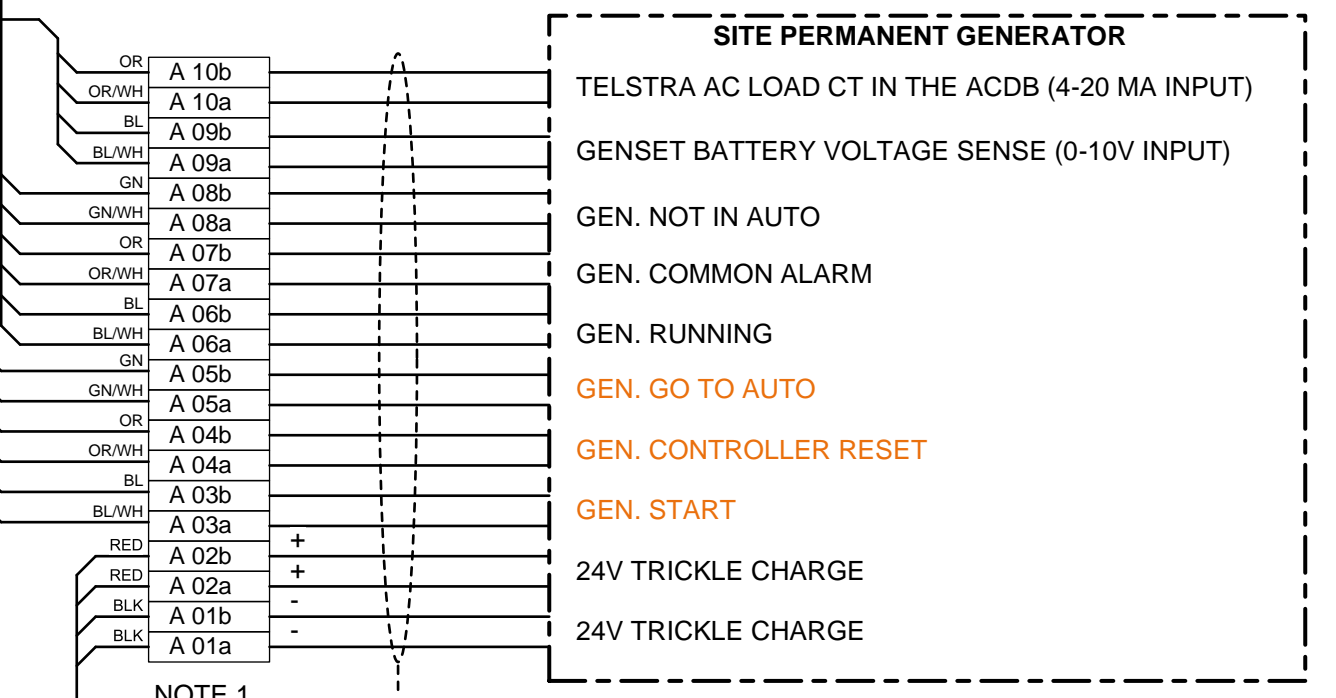 SITE PERMANENT GENERATOR
OR A 10b
TELSTRA AC LOAD CT IN THE ACDB (4-20 MA INPUT)
OR/WH A 10a
BL A 09b
GENSET BATTERY VOLTAGE SENSE (0-10V INPUT)
BL/WH A 09a
GN A 08b
GEN. NOT IN AUTO
GN/WH A 08a
OR A 07b
GEN. COMMON ALARM
OR/WH A 07a
BL A 06b
GEN. RUNNING
BL/WH A 06a
GN A 05b
GEN. GO TO AUTO
GN/WH A 05a
OR A 04b
GEN. CONTROLLER RESET
OR/WH A 04a
BL A 03b
GEN. START
BL/WH A 03a
RED A 02b +
24V TRICKLE CHARGE
RED A 02a +
BLK A 01b -
24V TRICKLE CHARGE
BLK A 01a -
NOTE 1